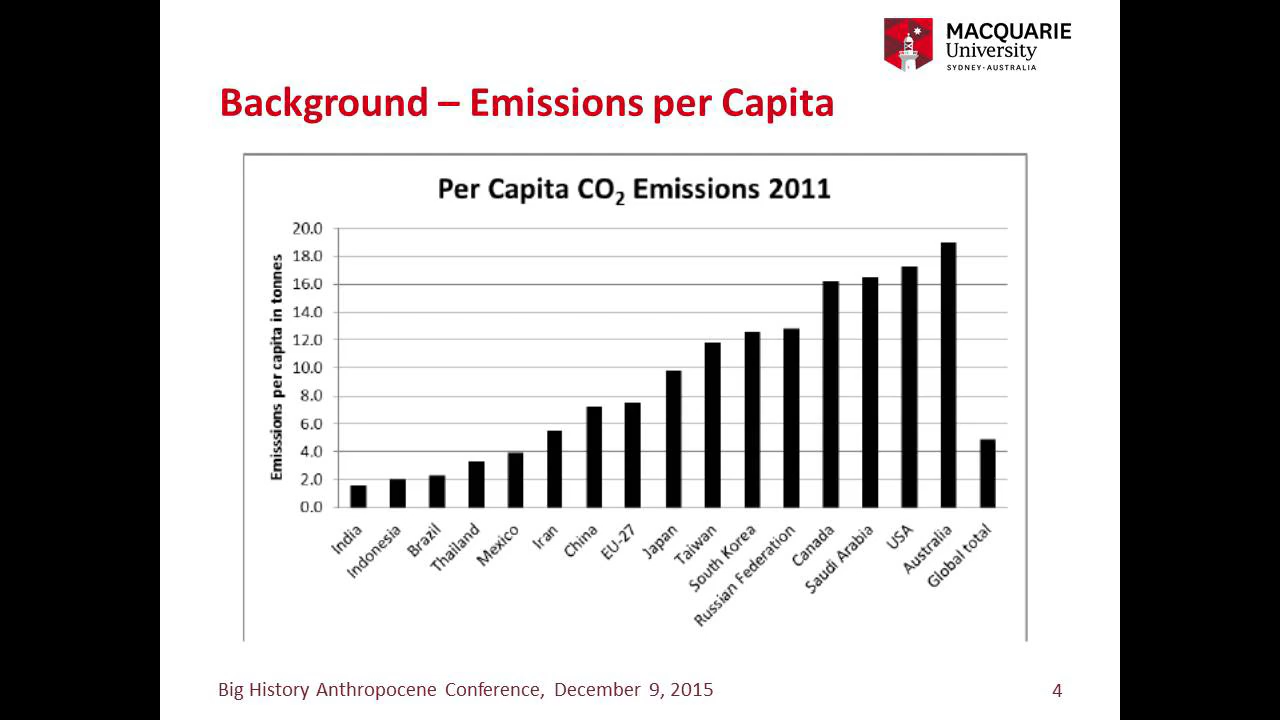 MACQUARIE
University
SYDNEY·AUSTRALIA
Background – Emissions per Capita
Per Capita CO₂ Emissions 2011
Emisssions per capita in tonnes
20.0
18.0
16.0
14.0
12.0
10.0
8.0
6.0
4.0
2.0
0.0
India
Indonesia
Brazil
Thailand
Mexico
Iran
China
EU-27
Japan
Taiwan
South Korea
Russian Federation
Canada
Saudi Arabia
USA
Australia
Global total
Big History Anthropocene Conference, December 9, 2015
4